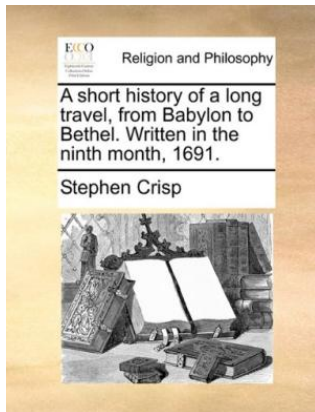 ECCO
Religion and Philosophy
A short history of a long
travel, from Babylon to
Bethel. Written in the
ninth month, 1691.
Stephen Crisp